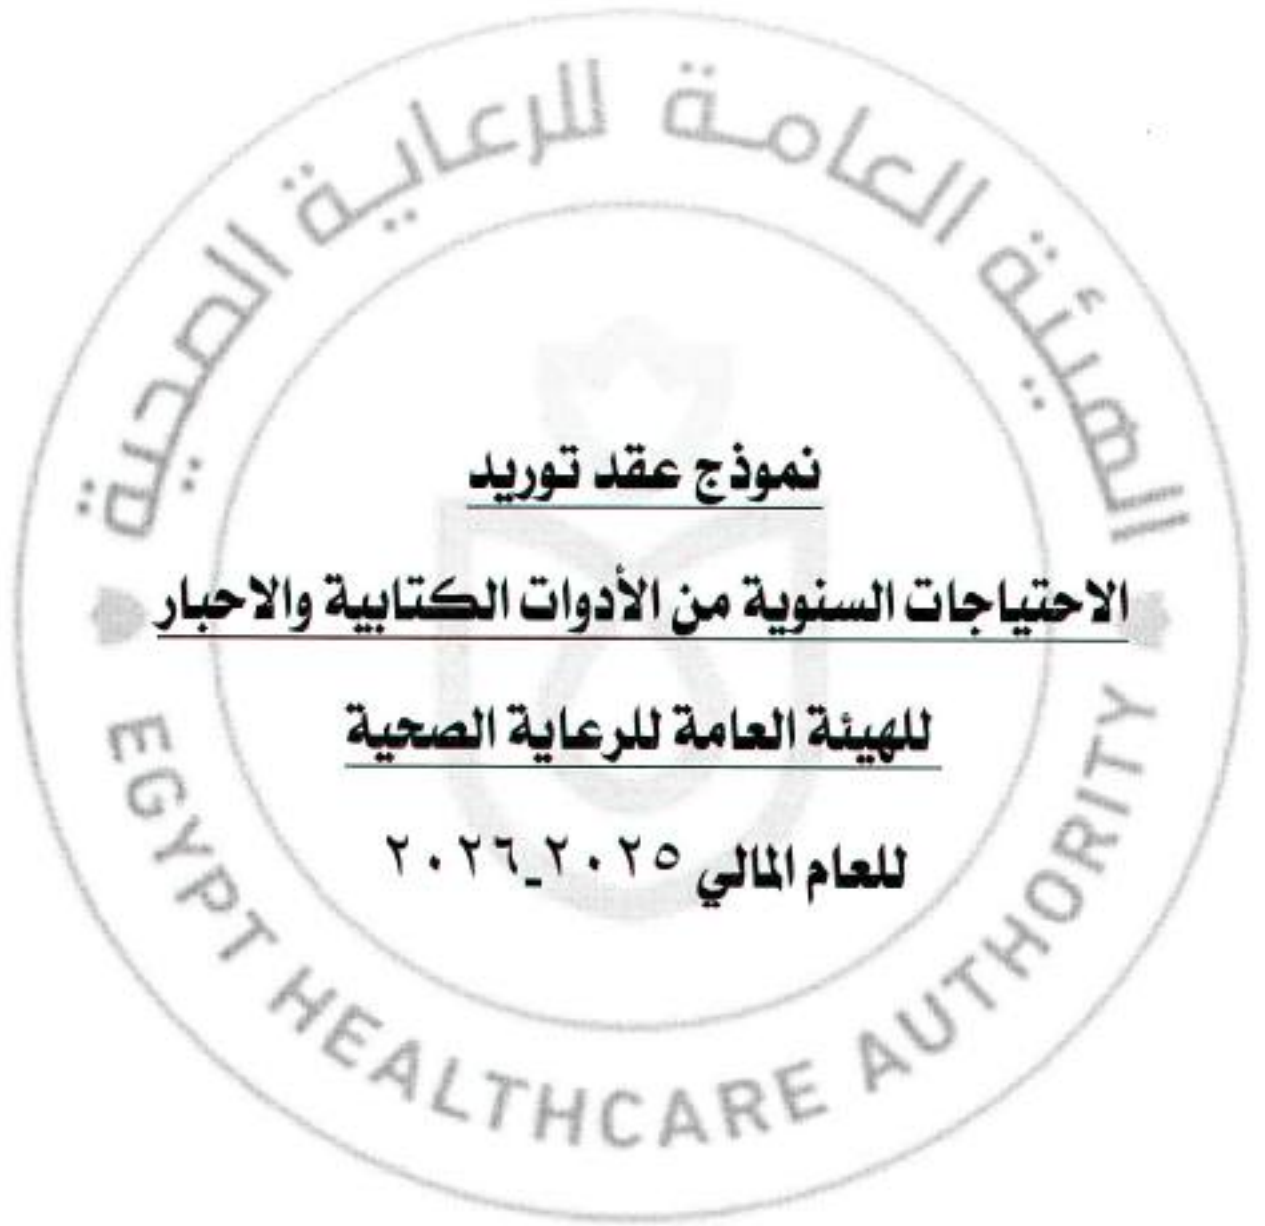 الهيئة العامة للرعاية الصحية
نموذج عقد توريد
الاحتياجات السنوية من الأدوات الكتابية والاحبار
للهيئة العامة للرعاية الصحية
للعام المالي ٢٠٢٥_٢٠٢٦
EGYPT HEALTHCARE AUTHORITY